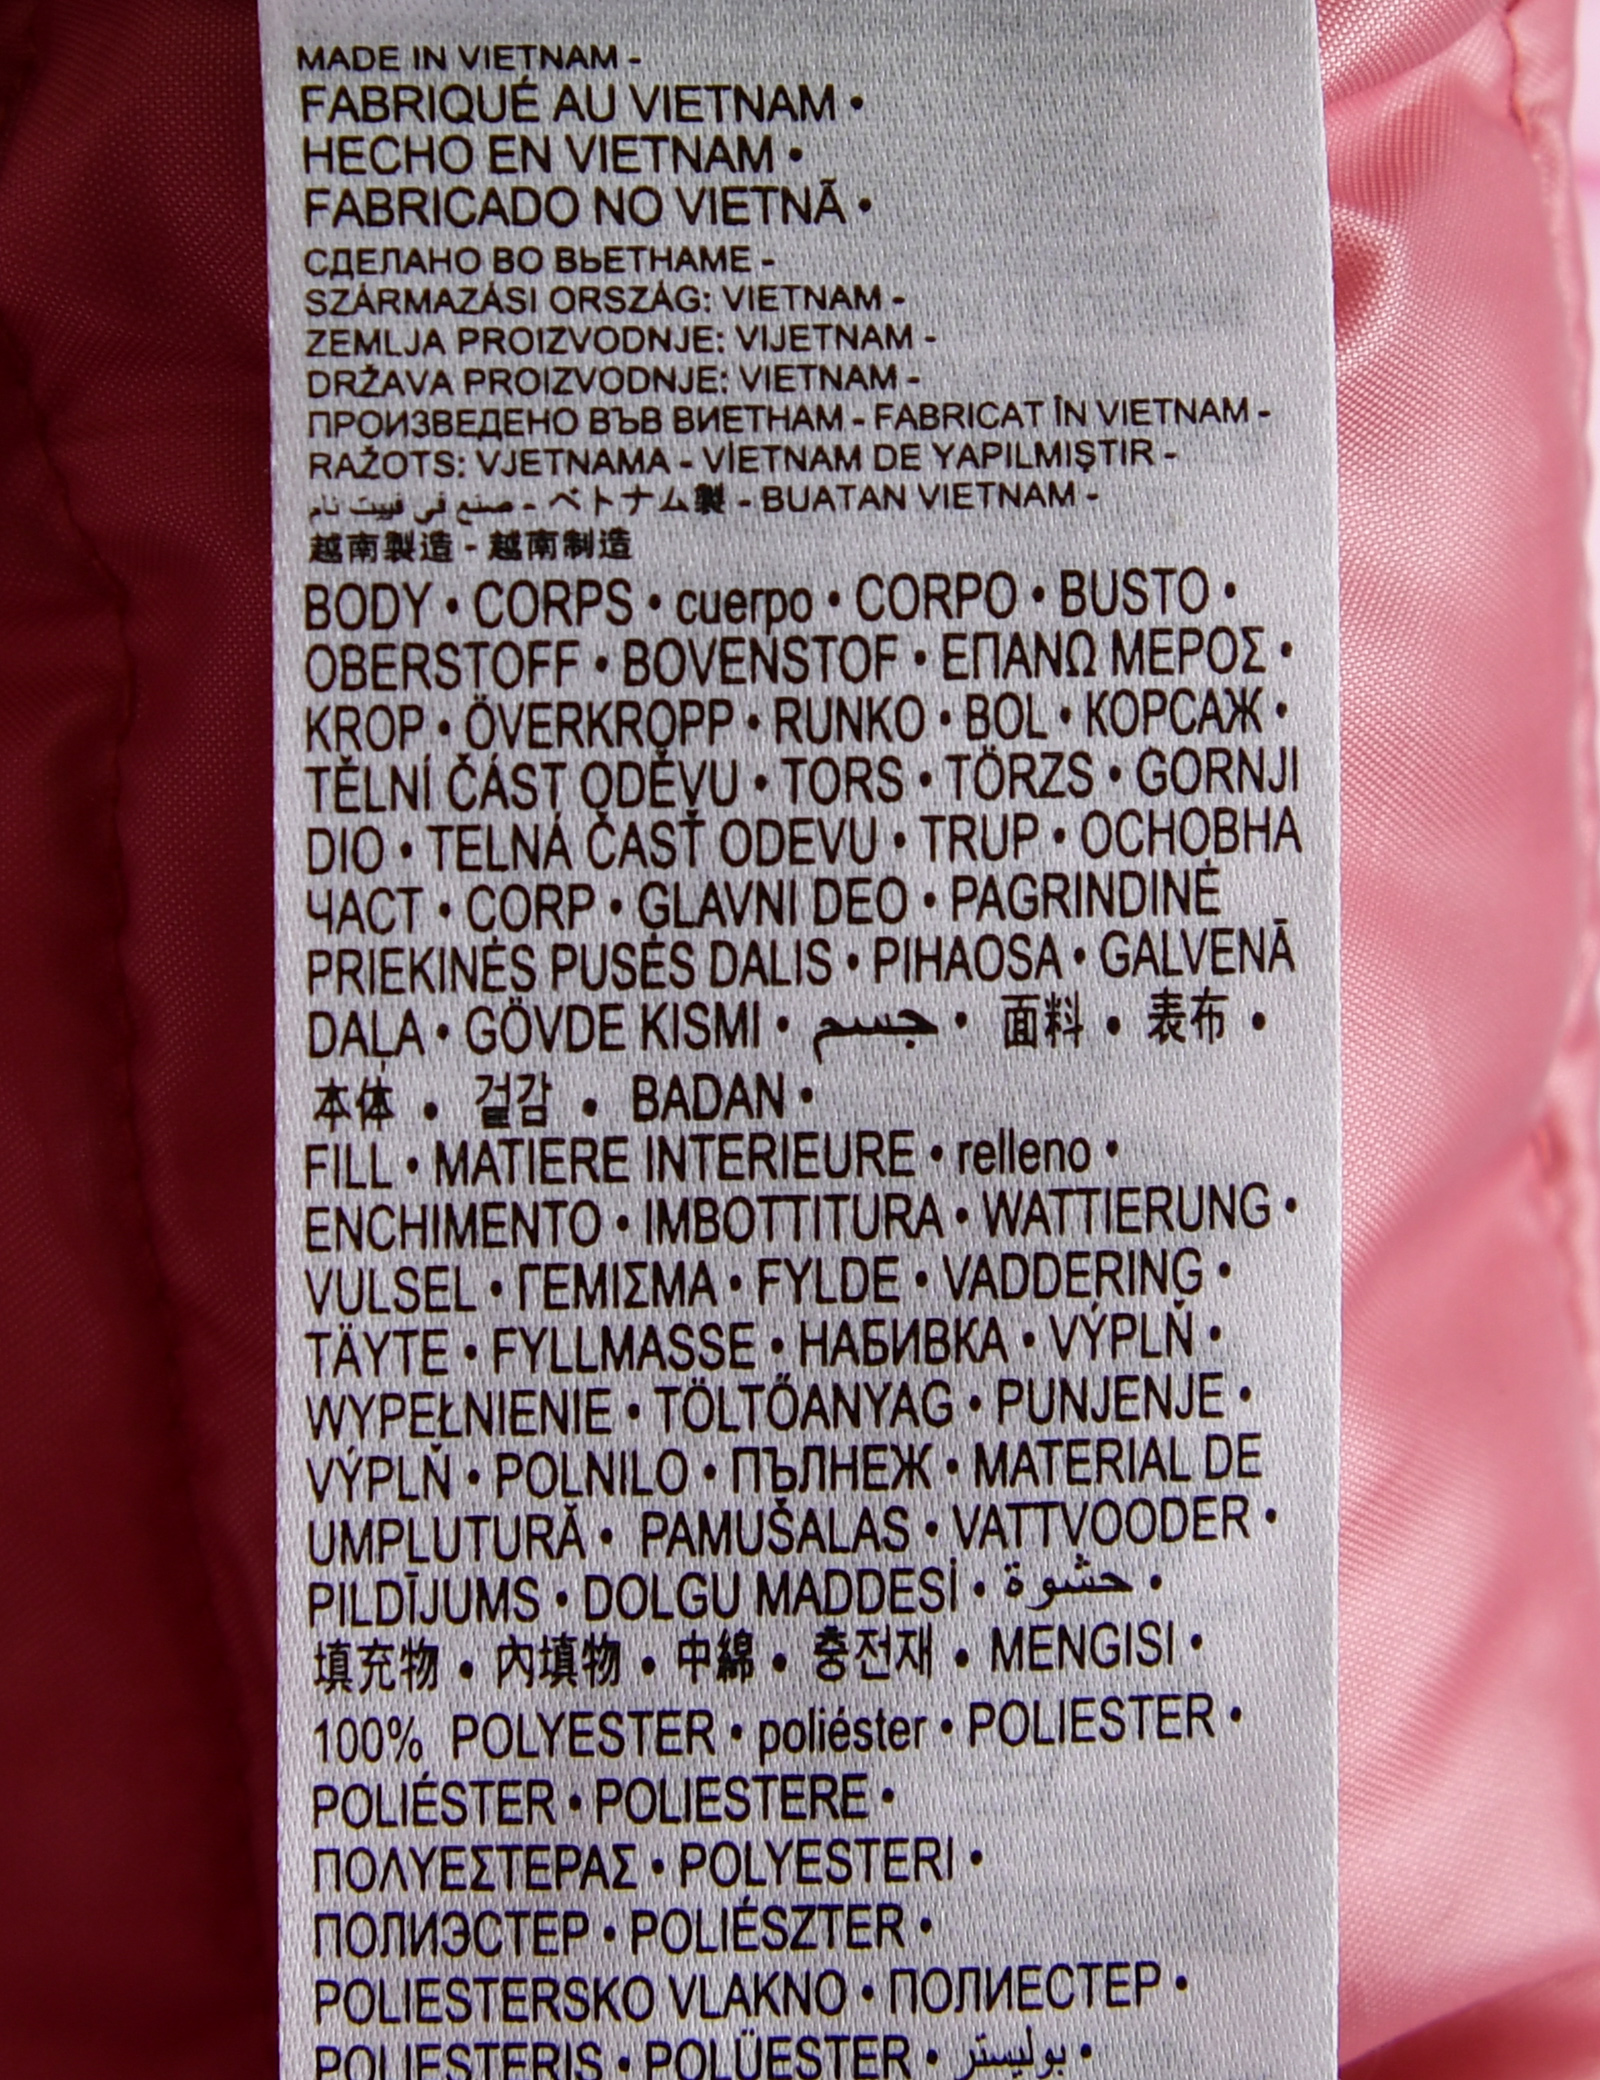 MADE IN VIETNAM -
FABRIQUÉ AU VIETNAM •
HECHO EN VIETNAM •
FABRICADO NO VIETNÃ •
СДЕЛАНО ВО ВЬЕТНАМЕ -
SZÁRMAZÁSI ORSZÁG: VIETNAM -
ZEMLJA PROIZVODNJE: VIJETNAM -
DRŽAVA PROIZVODNJE: VIETNAM -
ПРОИЗВЕДЕНО ВЪВ ВИЕТНАМ - FABRICAT ÎN VIETNAM -
RAŽOTS: VJETNAMA - VİETNAM DE YAPILMIŞTIR -
صنع في فييت نام - ベトナム製 - BUATAN VIETNAM -
越南製造 - 越南制造
BODY • CORPS • cuerpo • CORPO • BUSTO •
OBERSTOFF • BOVENSTOF • ΕΠΑΝΩ ΜΕΡΟΣ •
KROP • ÖVERKROPP • RUNKO • BOL • КОРСАЖ •
TĚLNÍ ČÁST ODĚVU • TORS • TÖRZS • GORNJI
DIO • TELNÁ ČASŤ ODEVU • TRUP • ОСНОВНА
ЧАСТ • CORP • GLAVNI DEO • PAGRINDINĖ
PRIEKINĖS PUSĖS DALIS • PIHAOSA • GALVENĀ
DAĻA • GÖVDE KISMI • جسم • 面料 • 表布 •
本体 • 겉감 • BADAN •
FILL • MATIERE INTERIEURE • relleno •
ENCHIMENTO • IMBOTTITURA • WATTIERUNG •
VULSEL • ΓΕΜΙΣΜΑ • FYLDE • VADDERING •
TÄYTE • FYLLMASSE • НАБИВКА • VÝPLŇ •
WYPEŁNIENIE • TÖLTŐANYAG • PUNJENJE •
VÝPLŇ • POLNILO • ПЪЛНЕЖ • MATERIAL DE
UMPLUTURĂ • PAMUŠALAS • VATTVOODER •
PILDĪJUMS • DOLGU MADDESİ • حشوة •
填充物 • 內填物 • 中綿 • 충전재 • MENGISI •
100% POLYESTER • poliéster • POLIESTER •
POLIÉSTER • POLIESTERE •
ΠΟΛΥΕΣΤΕΡΑΣ • POLYESTERI •
ПОЛИЭСТЕР • POLIÉSZTER •
POLIESTERSKO VLAKNO • ПОЛИЕСТЕР •
POLIESTERIS • POLÜESTER • بوليستر •